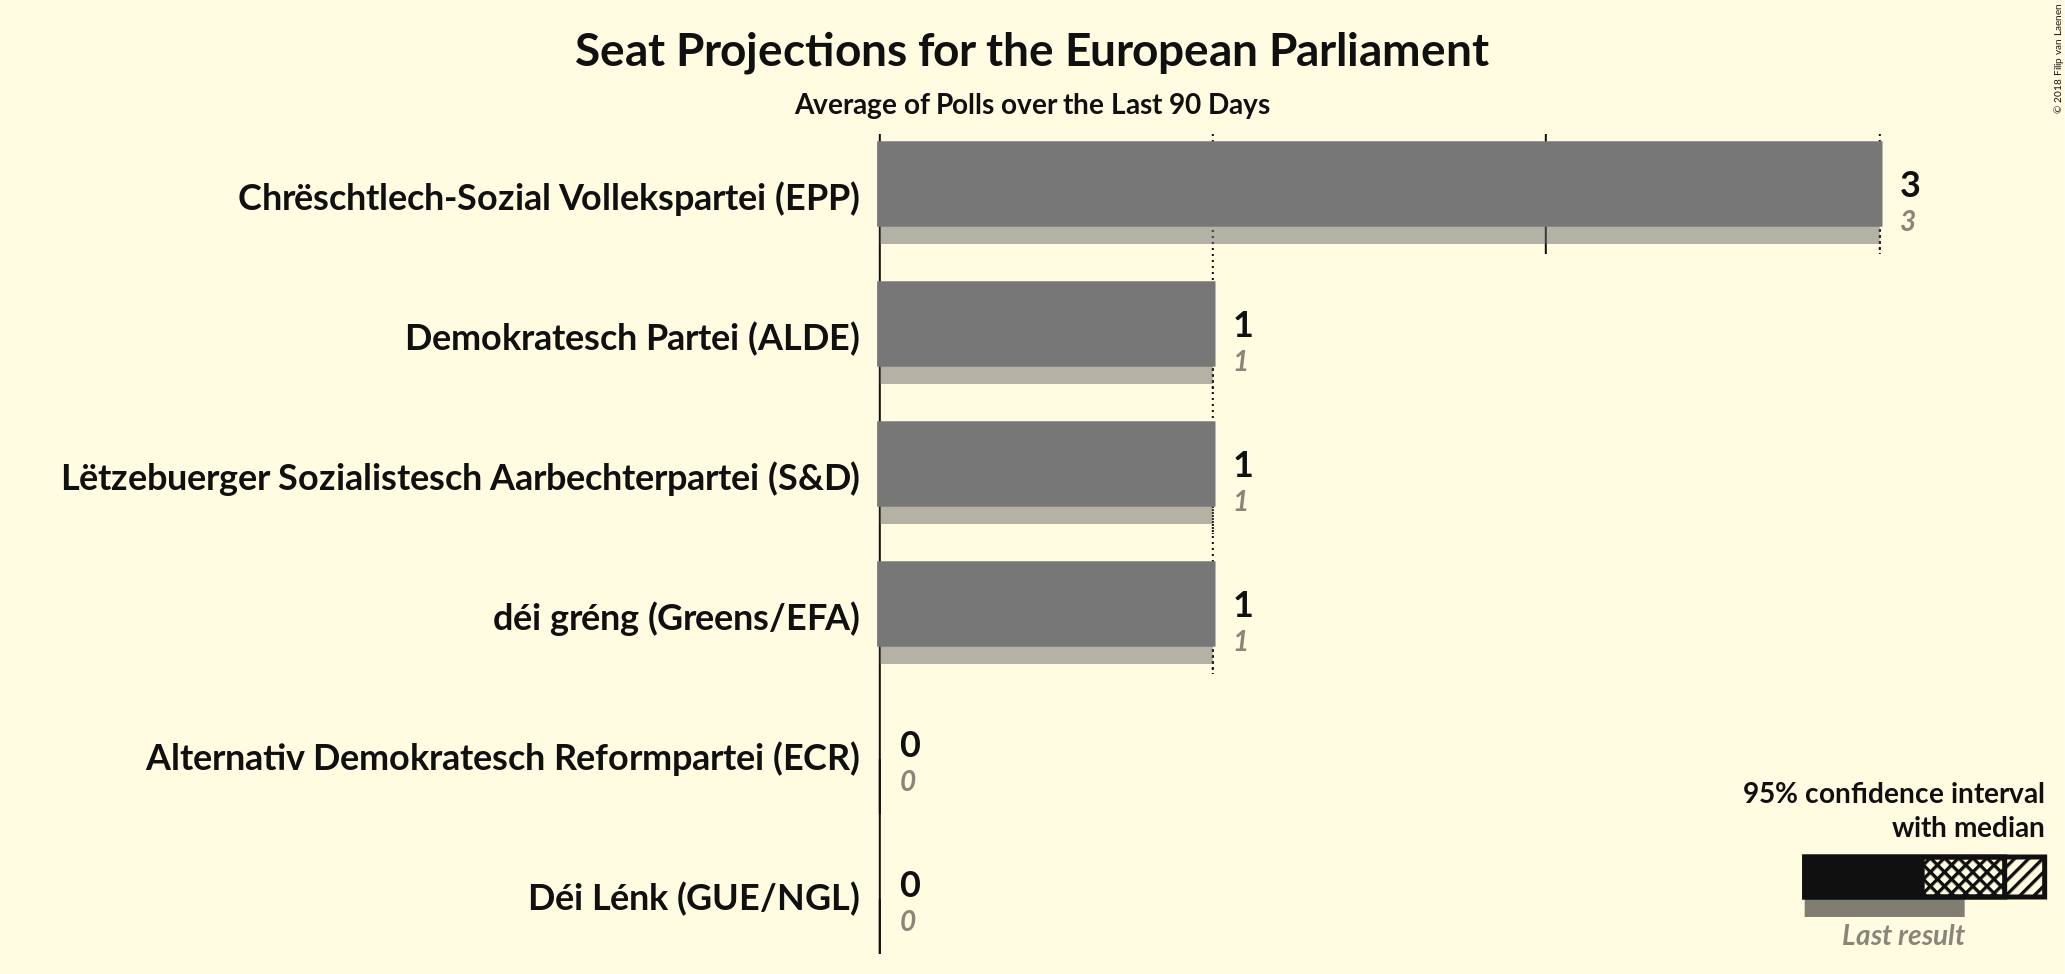 Seat Projections for the European Parliament
Average of Polls over the Last 90 Days
© 2018 Filip van Laenen
Chrëschtlech-Sozial Vollekspartei (EPP)
3
3
Demokratesch Partei (ALDE)
1
1
Lëtzebuerger Sozialistesch Aarbechterpartei (S&D)
1
1
déi gréng (Greens/EFA)
1
1
Alternativ Demokratesch Reformpartei (ECR)
0
0
Déi Lénk (GUE/NGL)
0
0
95% confidence interval
with median
Last result